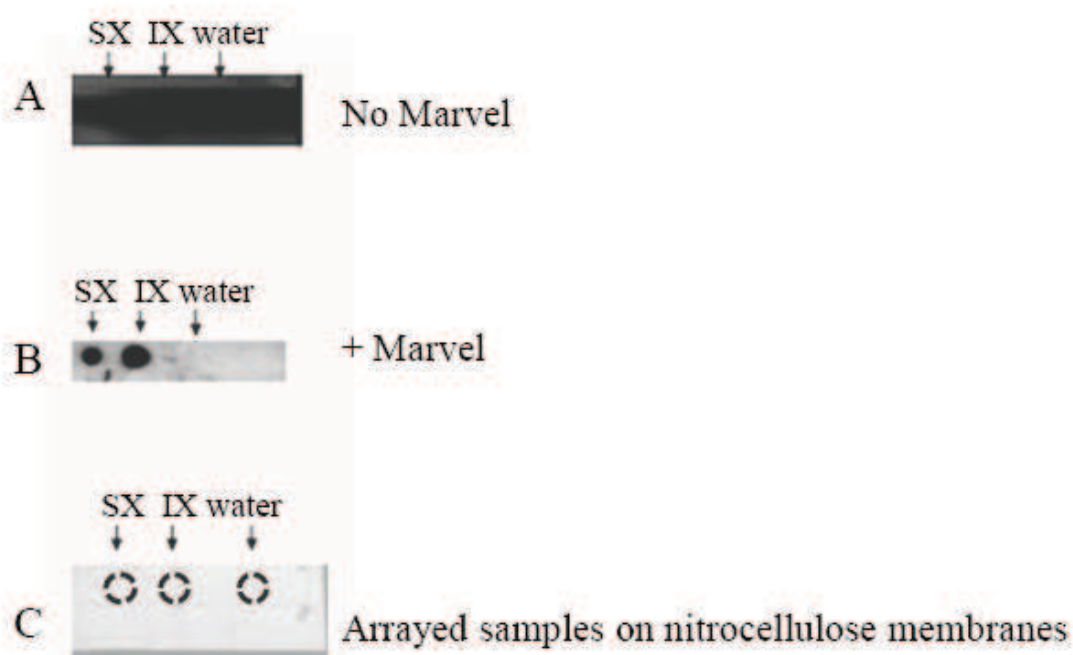 SX IX water
A
No Marvel
SX IX water
B
+ Marvel
SX IX water
C
Arrayed samples on nitrocellulose membranes